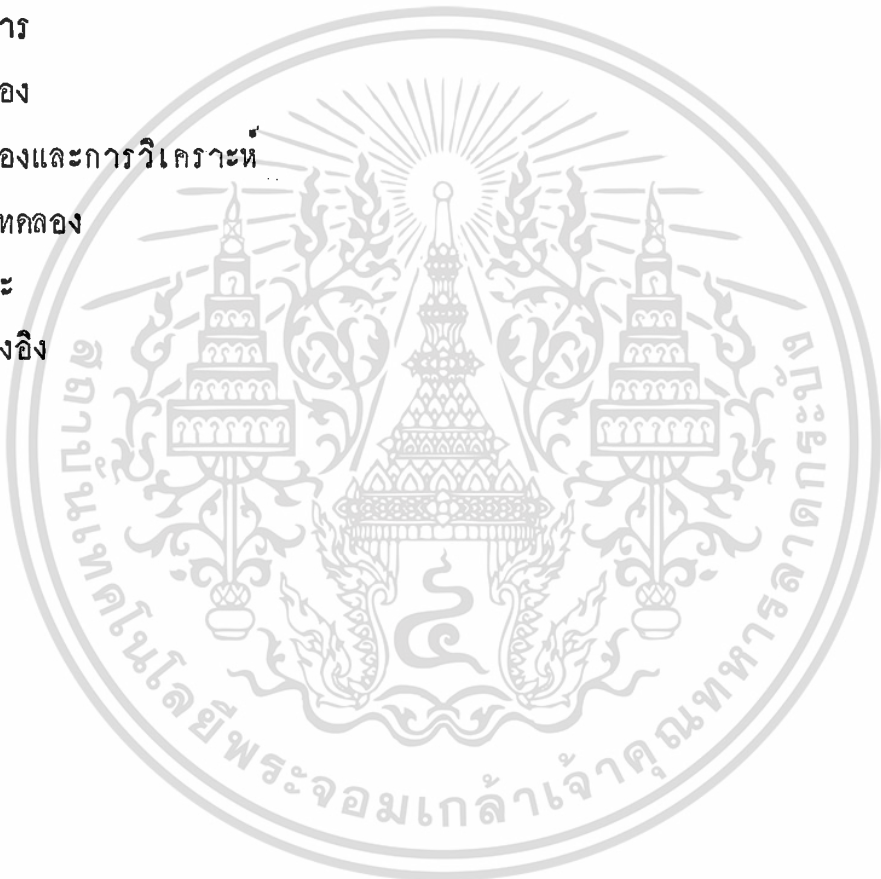 าร
อง
องและการวิเคราะห์
ทดลอง
ะ
งอิง
สถาบันเทคโนโลยีพระจอมเกล้าเจ้าคุณทหารลาดกระบัง
๔